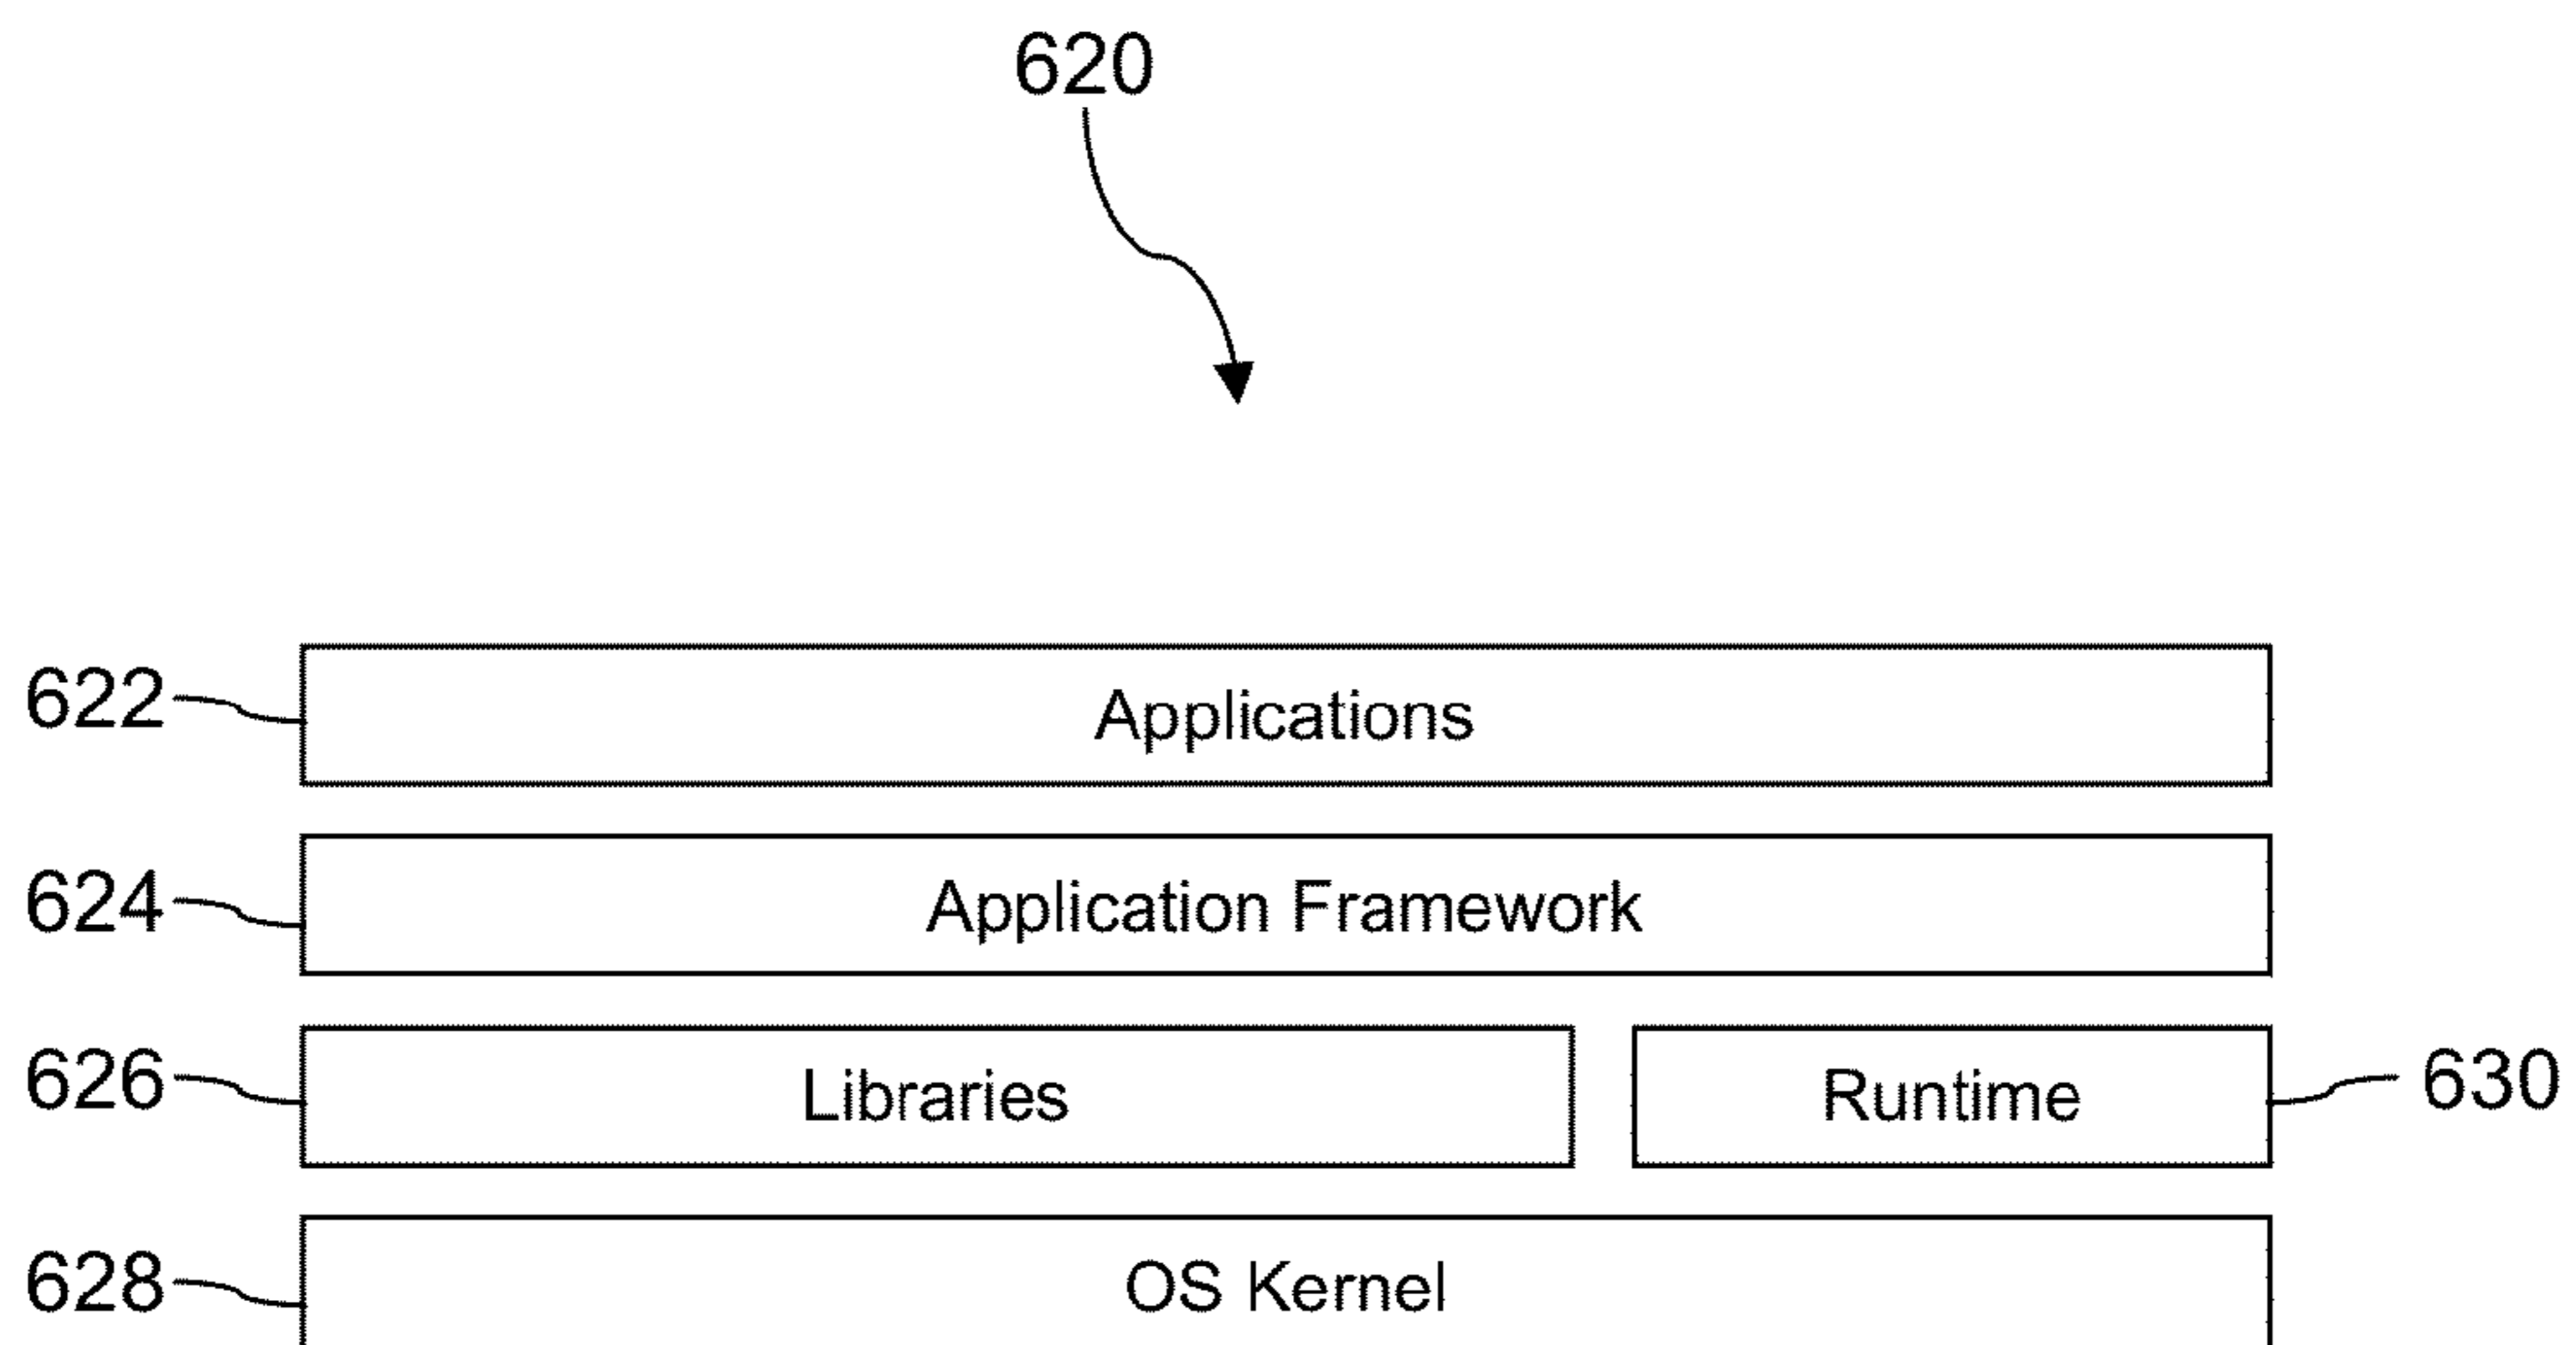 620
622 Applications
624 Application Framework
626 Libraries Runtime 630
628 OS Kernel